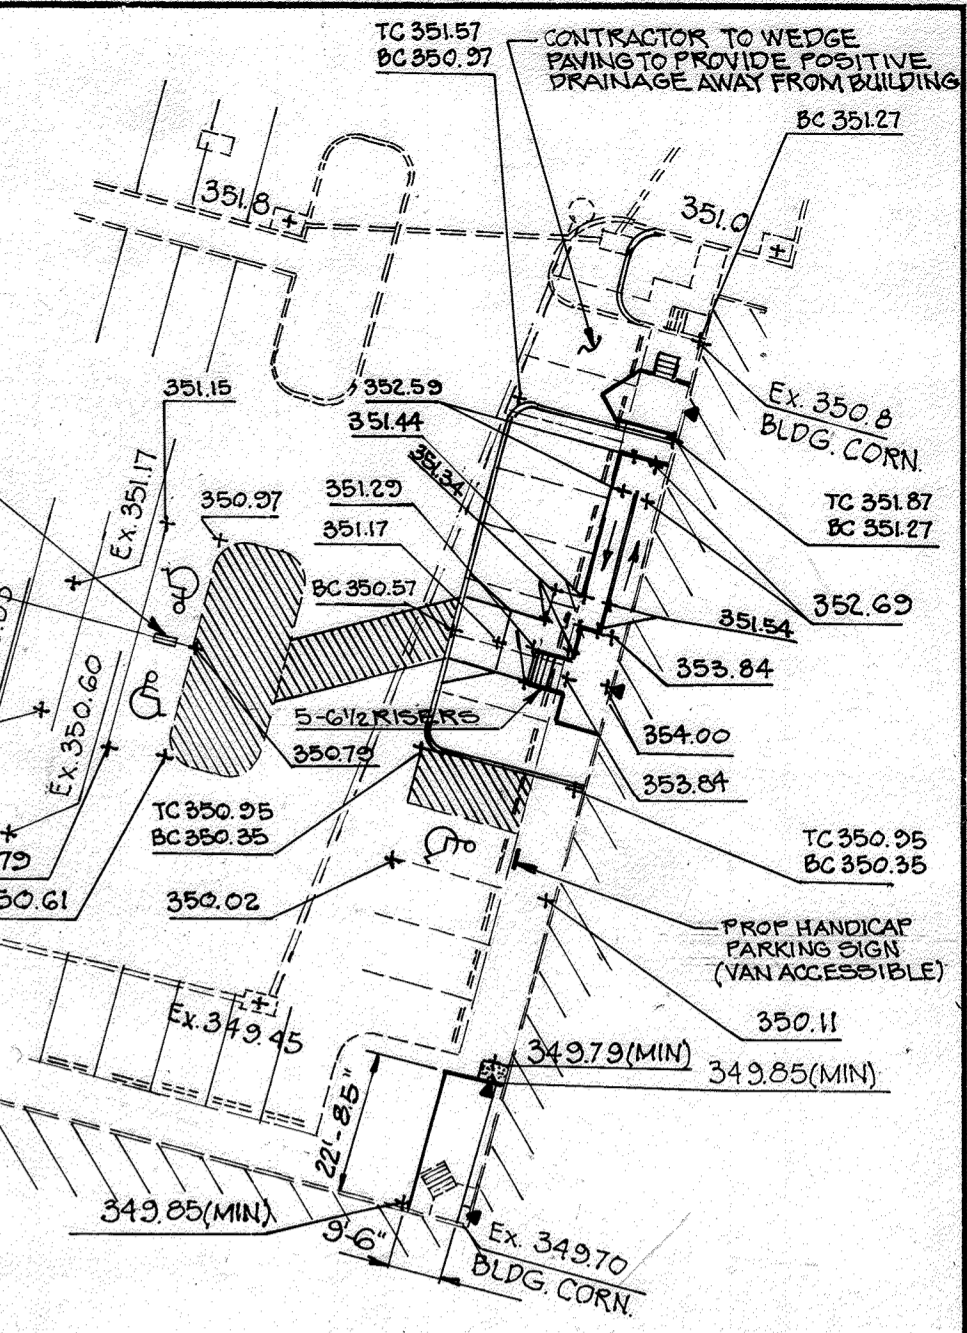 TC 351.57
BC 350.97
CONTRACTOR TO WEDGE
PAVING TO PROVIDE POSITIVE
DRAINAGE AWAY FROM BUILDING
BC 351.27
351.8
351.0
351.15
352.59
351.44
351.34
Ex. 350.8
BLDG. CORN.
Ex. 351.17
350.97
351.29
351.17
TC 351.87
BC 351.27
BC 350.57
352.69
351.54
353.84
Ex. 350.60
5-6½ RISERS
350.79
354.00
353.84
TC 350.95
BC 350.35
TC 350.95
BC 350.35
79
50.61
350.02
PROP HANDICAP
PARKING SIGN
(VAN ACCESSIBLE)
Ex. 349.45
350.11
349.79 (MIN)
349.85 (MIN)
22'-8.5"
349.85 (MIN)
9'-6"
Ex. 349.70
BLDG. CORN.